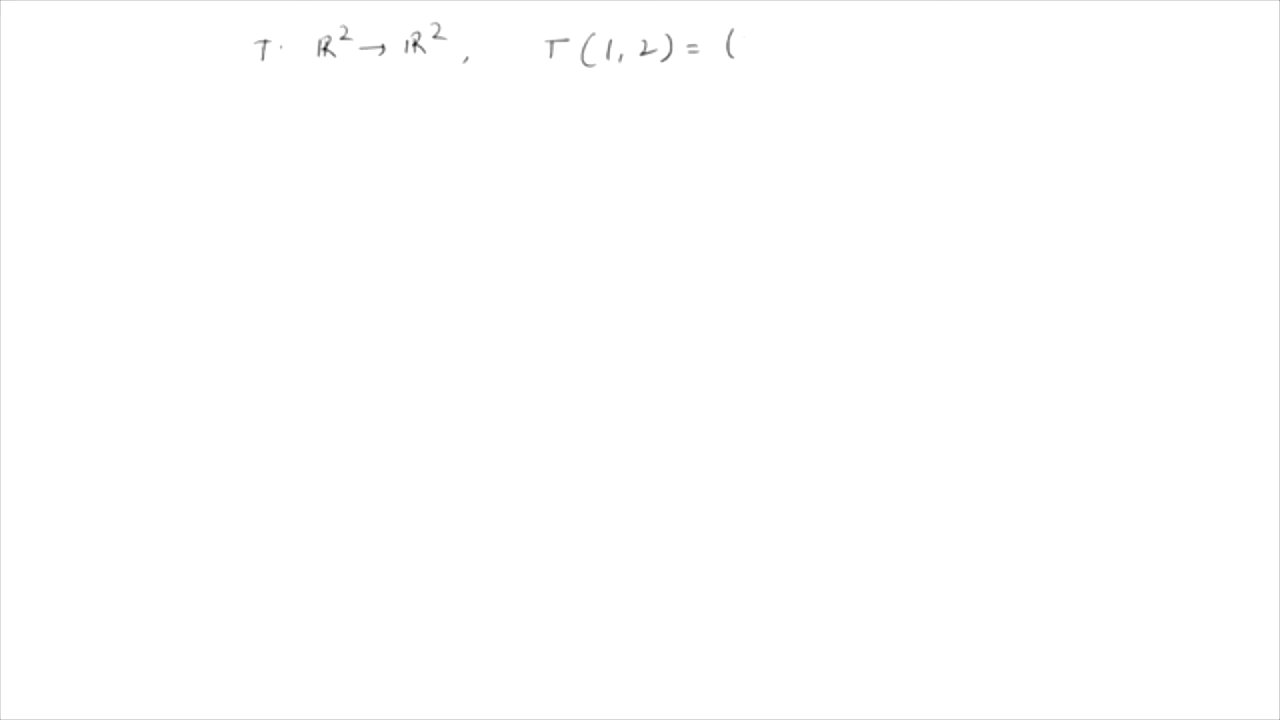 T: ℝ² → ℝ², T(1, 2) = (